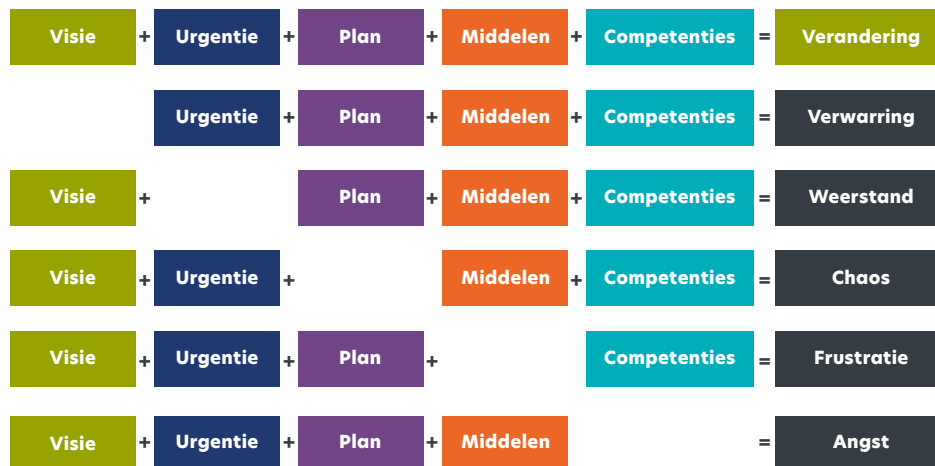 Visie + Urgentie + Plan + Middelen + Competenties = Verandering
Urgentie + Plan + Middelen + Competenties = Verwarring
Visie + Plan + Middelen + Competenties = Weerstand
Visie + Urgentie + Middelen + Competenties = Chaos
Visie + Urgentie + Plan + Competenties = Frustratie
Visie + Urgentie + Plan + Middelen = Angst